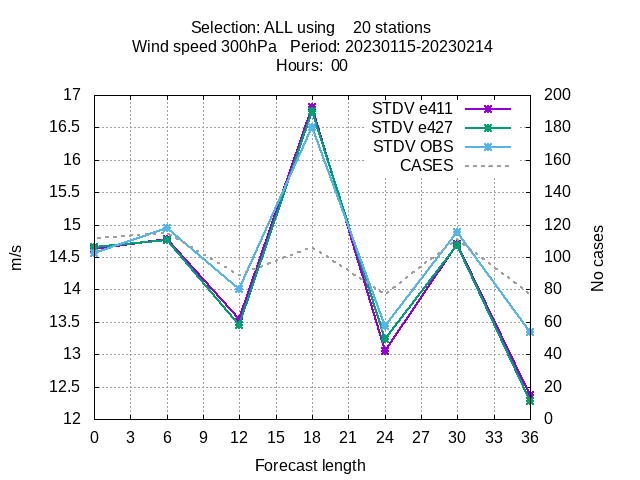 Selection: ALL using    20 stations
Wind speed 300hPa   Period: 20230115-20230214
Hours:  00
17
16.5
16
15.5
15
14.5
14
13.5
13
12.5
12
m/s
STDV e411
STDV e427
STDV OBS
CASES
200
180
160
140
120
100
80
60
40
20
0
No cases
0 3 6 9 12 15 18 21 24 27 30 33 36
Forecast length